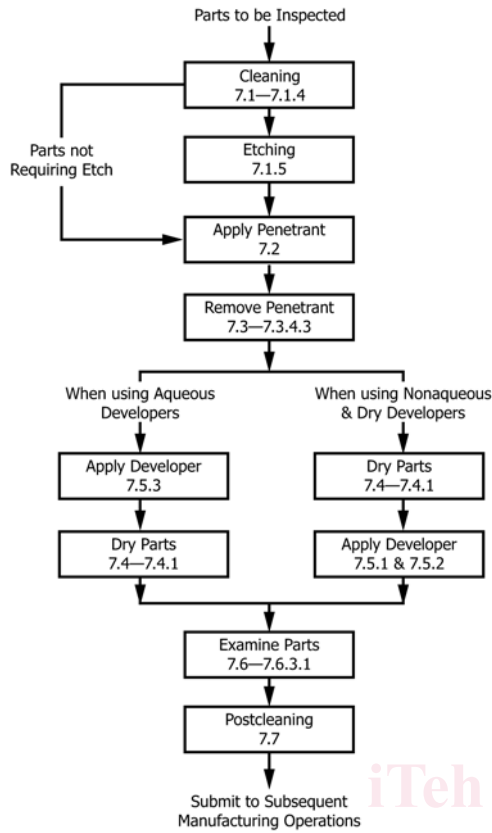 Parts to be Inspected
Cleaning
7.1—7.1.4
Parts not
Requiring Etch
Etching
7.1.5
Apply Penetrant
7.2
Remove Penetrant
7.3—7.3.4.3
When using Aqueous
Developers
Apply Developer
7.5.3
Dry Parts
7.4—7.4.1
When using Nonaqueous
& Dry Developers
Dry Parts
7.4—7.4.1
Apply Developer
7.5.1 & 7.5.2
Examine Parts
7.6—7.6.3.1
Postcleaning
7.7
Submit to Subsequent
Manufacturing Operations
iTeh